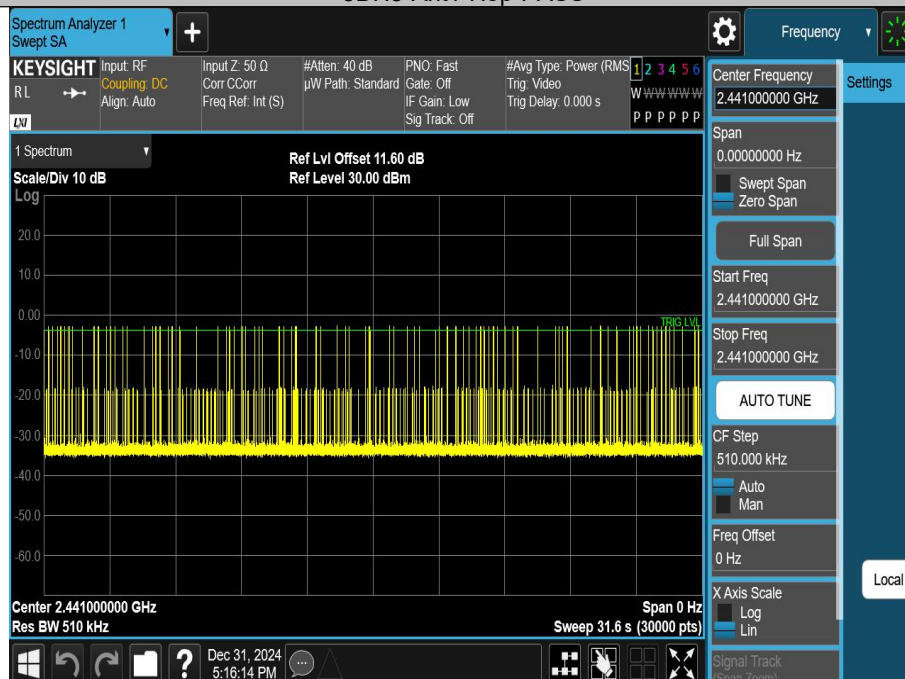 Spectrum Analyzer 1
Swept SA
+
Frequency
KEYSIGHT
RL
LXI
Input: RF
Coupling: DC
Align: Auto
Input Z: 50 Ω
Corr CCorr
Freq Ref: Int (S)
#Atten: 40 dB
µW Path: Standard
PNO: Fast
Gate: Off
IF Gain: Low
Sig Track: Off
#Avg Type: Power (RMS
Trig: Video
Trig Delay: 0.000 s
1 2 3 4 5 6
W W W W W W
P P P P P P
1 Spectrum
Scale/Div 10 dB
Ref Lvl Offset 11.60 dB
Ref Level 30.00 dBm
Log
20.0
10.0
0.00
-10.0
-20.0
-30.0
-40.0
-50.0
-60.0
TRIG LVL
Center 2.441000000 GHz
Res BW 510 kHz
Span 0 Hz
Sweep 31.6 s (30000 pts)
Center Frequency
2.441000000 GHz
Settings
Span
0.00000000 Hz
Swept Span
Zero Span
Full Span
Start Freq
2.441000000 GHz
Stop Freq
2.441000000 GHz
AUTO TUNE
CF Step
510.000 kHz
Auto
Man
Freq Offset
0 Hz
Local
X Axis Scale
Log
Lin
Signal Track
(Span Zoom)
?
Dec 31, 2024
5:16:14 PM